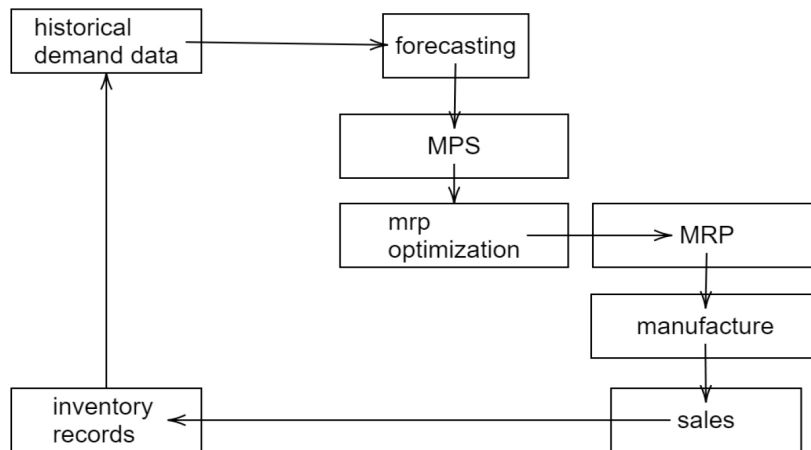 historical
demand data
forecasting
MPS
mrp
optimization
MRP
manufacture
inventory
records
sales